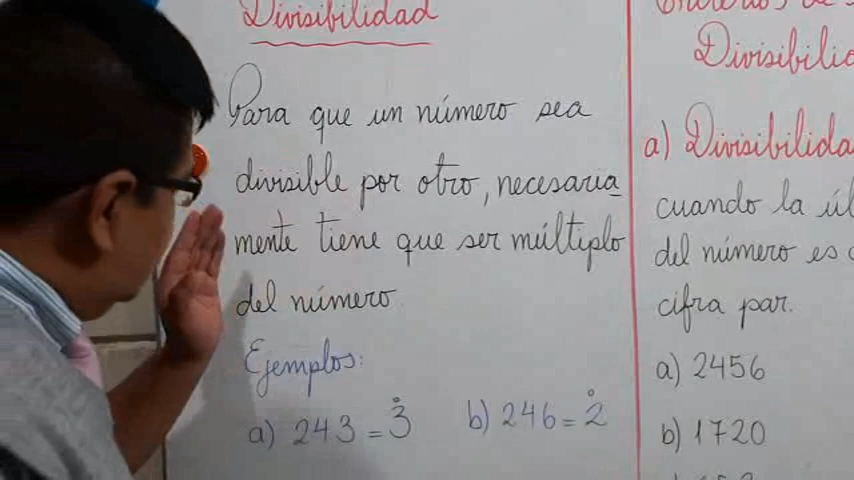 Divisibilidad
Para que un número sea
divisible por otro, necesaria
mente tiene que ser múltiplo
del número
Ejemplos:
a) 243 = 3̊
b) 246 = 2̊
Divisibilid
a) Divisibilidad
cuando la úl
del número es
cifra par.
a) 2456
b) 1720